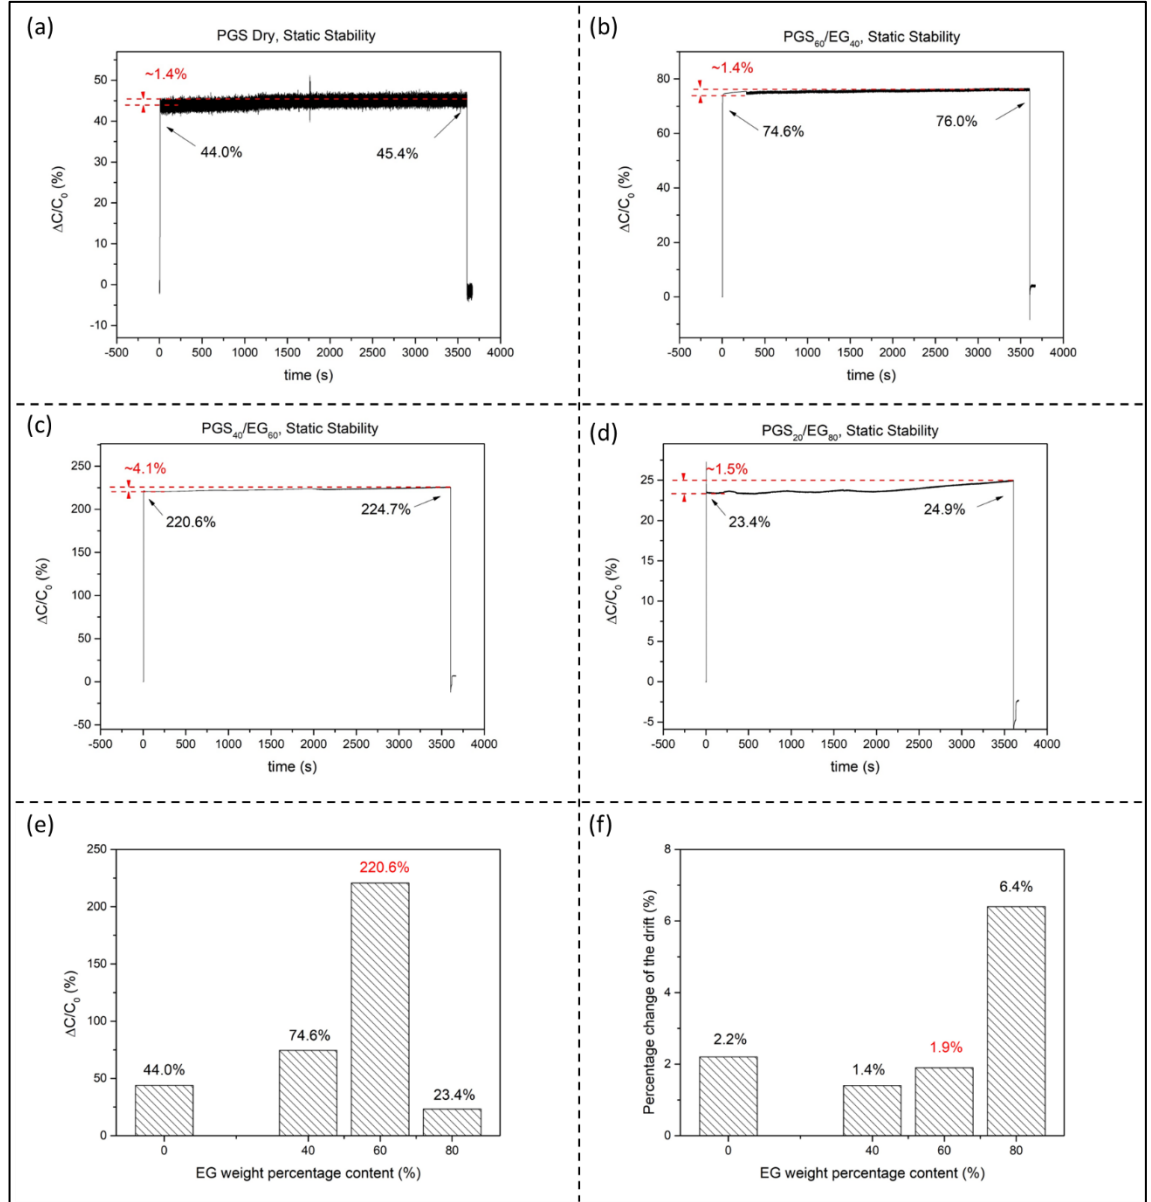 (a)
PGS Dry, Static Stability
~1.4%
50
40
30
20
10
0
-10
ΔC/C₀ (%)
44.0%
45.4%
-500 0 500 1000 1500 2000 2500 3000 3500 4000
time (s)
(b)
PGS₆₀/EG₄₀, Static Stability
~1.4%
80
60
40
20
0
ΔC/C₀ (%)
74.6%
76.0%
-500 0 500 1000 1500 2000 2500 3000 3500 4000
time (s)
(c)
PGS₄₀/EG₆₀, Static Stability
~4.1%
250
225
200
175
150
125
100
75
50
25
0
-25
-50
ΔC/C₀ (%)
220.6%
224.7%
-500 0 500 1000 1500 2000 2500 3000 3500 4000
time (s)
(d)
PGS₂₀/EG₈₀, Static Stability
~1.5%
25
20
15
10
5
0
-5
ΔC/C₀ (%)
23.4%
24.9%
-500 0 500 1000 1500 2000 2500 3000 3500 4000
time (s)
(e)
250
200
150
100
50
0
ΔC/C₀ (%)
44.0%
74.6%
220.6%
23.4%
0 40 60 80
EG weight percentage content (%)
(f)
8
6
4
2
0
Percentage change of the drift (%)
2.2%
1.4%
1.9%
6.4%
0 40 60 80
EG weight percentage content (%)